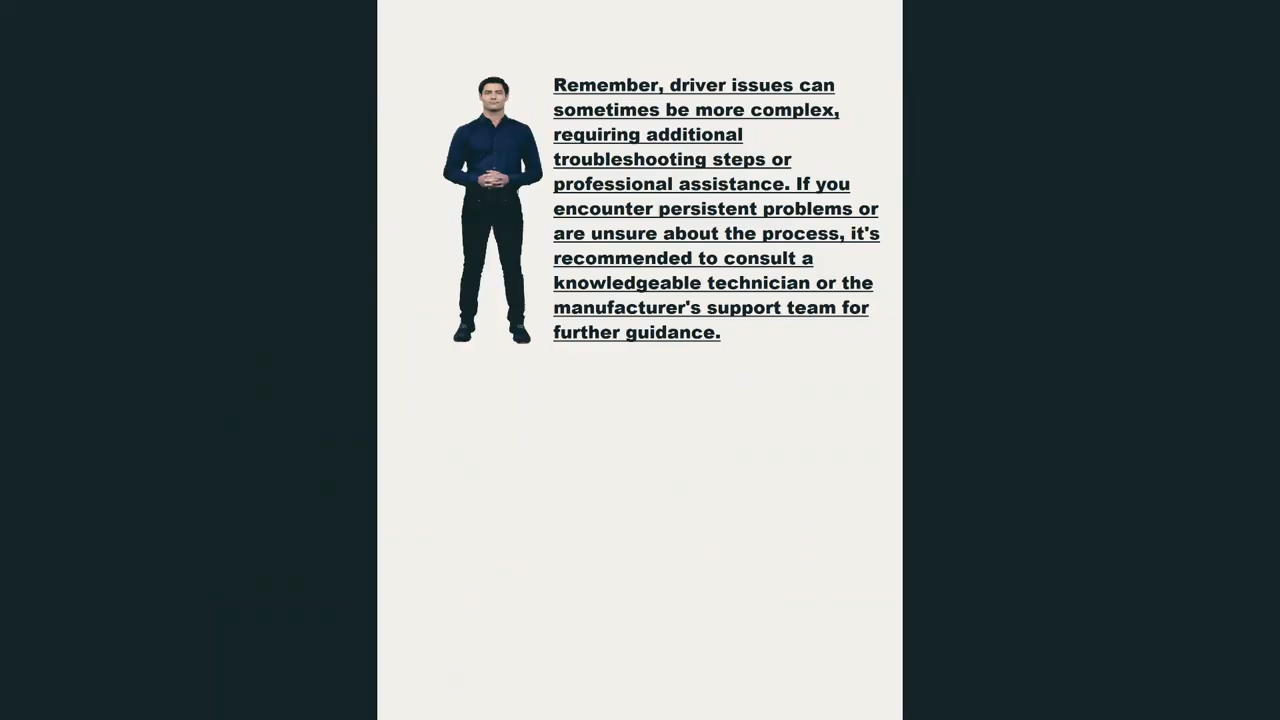 Remember, driver issues can
sometimes be more complex,
requiring additional
troubleshooting steps or
professional assistance. If you
encounter persistent problems or
are unsure about the process, it's
recommended to consult a
knowledgeable technician or the
manufacturer's support team for
further guidance.